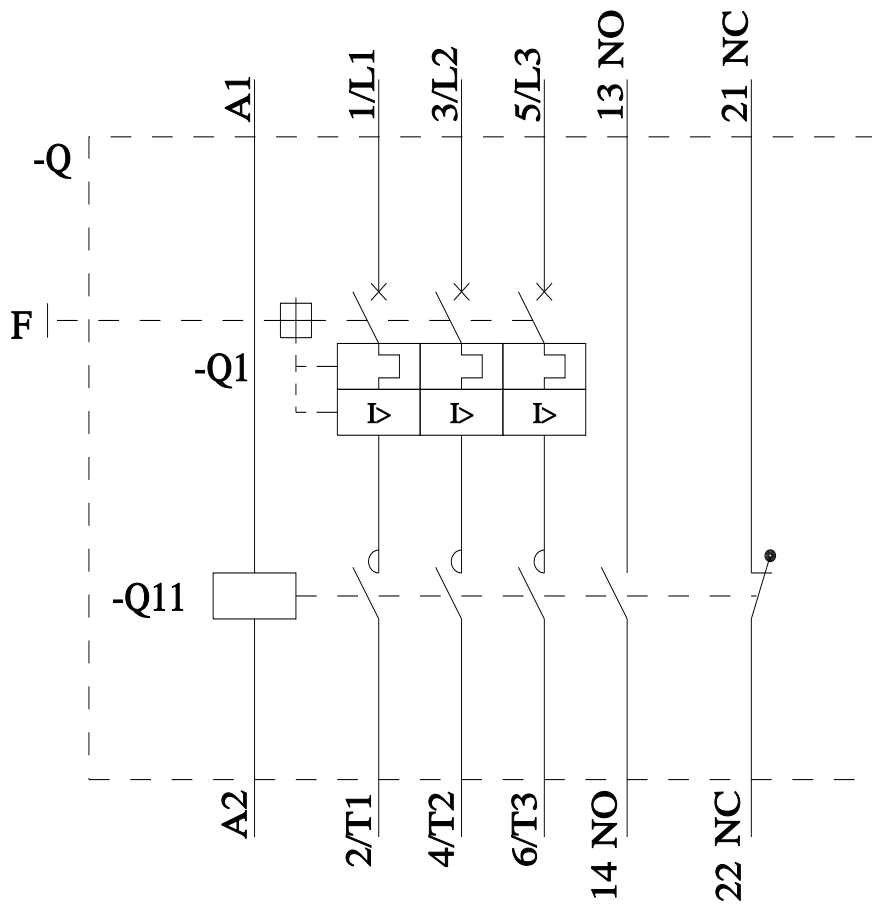 A1
1/L1
3/L2
5/L3
13 NO
21 NC
-Q
F
-Q1
I>
I>
I>
-Q11
A2
2/T1
4/T2
6/T3
14 NO
22 NC